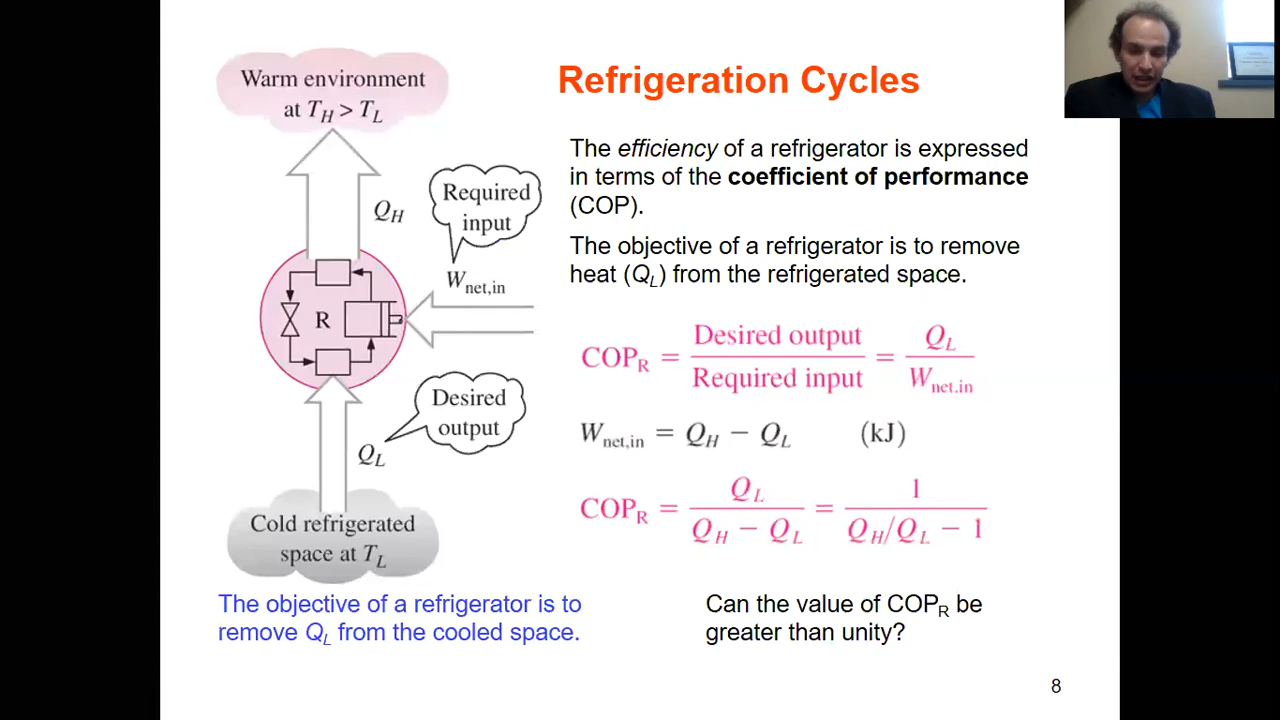 Refrigeration Cycles
Warm environment
at T_H > T_L
Q_H
Required
input
W_net,in
R
Desired
output
Q_L
Cold refrigerated
space at T_L
The objective of a refrigerator is to
remove Q_L from the cooled space.
The efficiency of a refrigerator is expressed
in terms of the coefficient of performance
(COP).
The objective of a refrigerator is to remove
heat (Q_L) from the refrigerated space.
COP_R = Desired output / Required input = Q_L / W_net,in
W_net,in = Q_H − Q_L (kJ)
COP_R = Q_L / (Q_H − Q_L) = 1 / (Q_H/Q_L − 1)
Can the value of COP_R be
greater than unity?
8